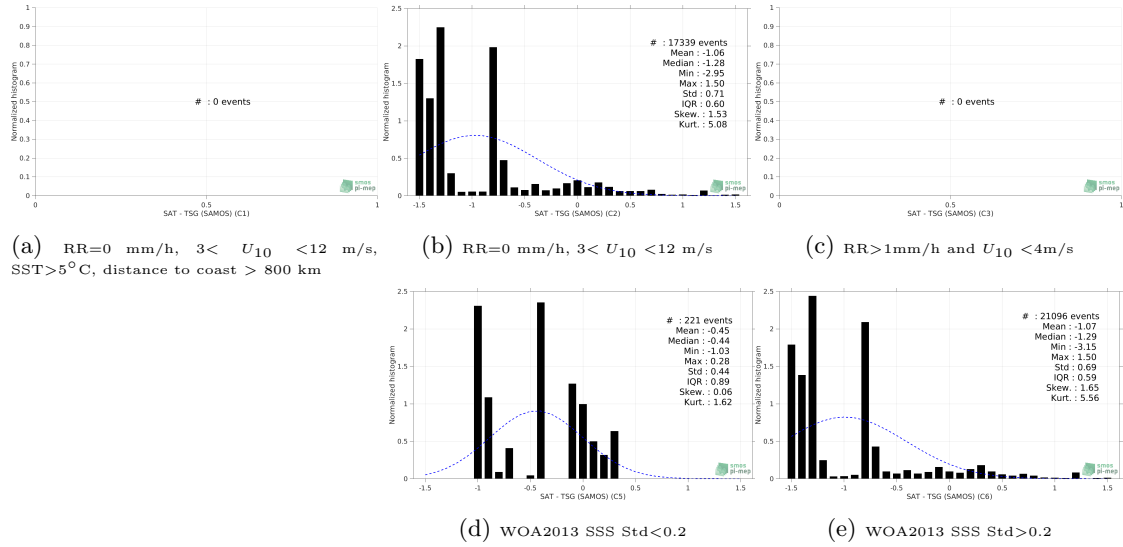 1
0.9
0.8
0.7
0.6
0.5
0.4
0.3
0.2
0.1
0
Normalized histogram
# : 0 events
smos
pi-mep
0 0.5 1
SAT - TSG (SAMOS) (C1)
(a) RR=0 mm/h, 3< U10 <12 m/s,
SST>5°C, distance to coast > 800 km
2.5
2
1.5
1
0.5
0
Normalized histogram
# : 17339 events
Mean : -1.06
Median : -1.28
Min : -2.95
Max : 1.50
Std : 0.71
IQR : 0.60
Skew. : 1.53
Kurt. : 5.08
smos
pi-mep
-1.5 -1 -0.5 0 0.5 1 1.5
SAT - TSG (SAMOS) (C2)
(b) RR=0 mm/h, 3< U10 <12 m/s
1
0.9
0.8
0.7
0.6
0.5
0.4
0.3
0.2
0.1
0
Normalized histogram
# : 0 events
smos
pi-mep
0 0.5 1
SAT - TSG (SAMOS) (C3)
(c) RR>1mm/h and U10 <4m/s
2.5
2
1.5
1
0.5
0
Normalized histogram
# : 221 events
Mean : -0.45
Median : -0.44
Min : -1.03
Max : 0.28
Std : 0.44
IQR : 0.89
Skew. : 0.06
Kurt. : 1.62
smos
pi-mep
-1.5 -1 -0.5 0 0.5 1 1.5
SAT - TSG (SAMOS) (C5)
(d) WOA2013 SSS Std<0.2
2.5
2
1.5
1
0.5
0
Normalized histogram
# : 21096 events
Mean : -1.07
Median : -1.29
Min : -3.15
Max : 1.50
Std : 0.69
IQR : 0.59
Skew. : 1.65
Kurt. : 5.56
smos
pi-mep
-1.5 -1 -0.5 0 0.5 1 1.5
SAT - TSG (SAMOS) (C6)
(e) WOA2013 SSS Std>0.2